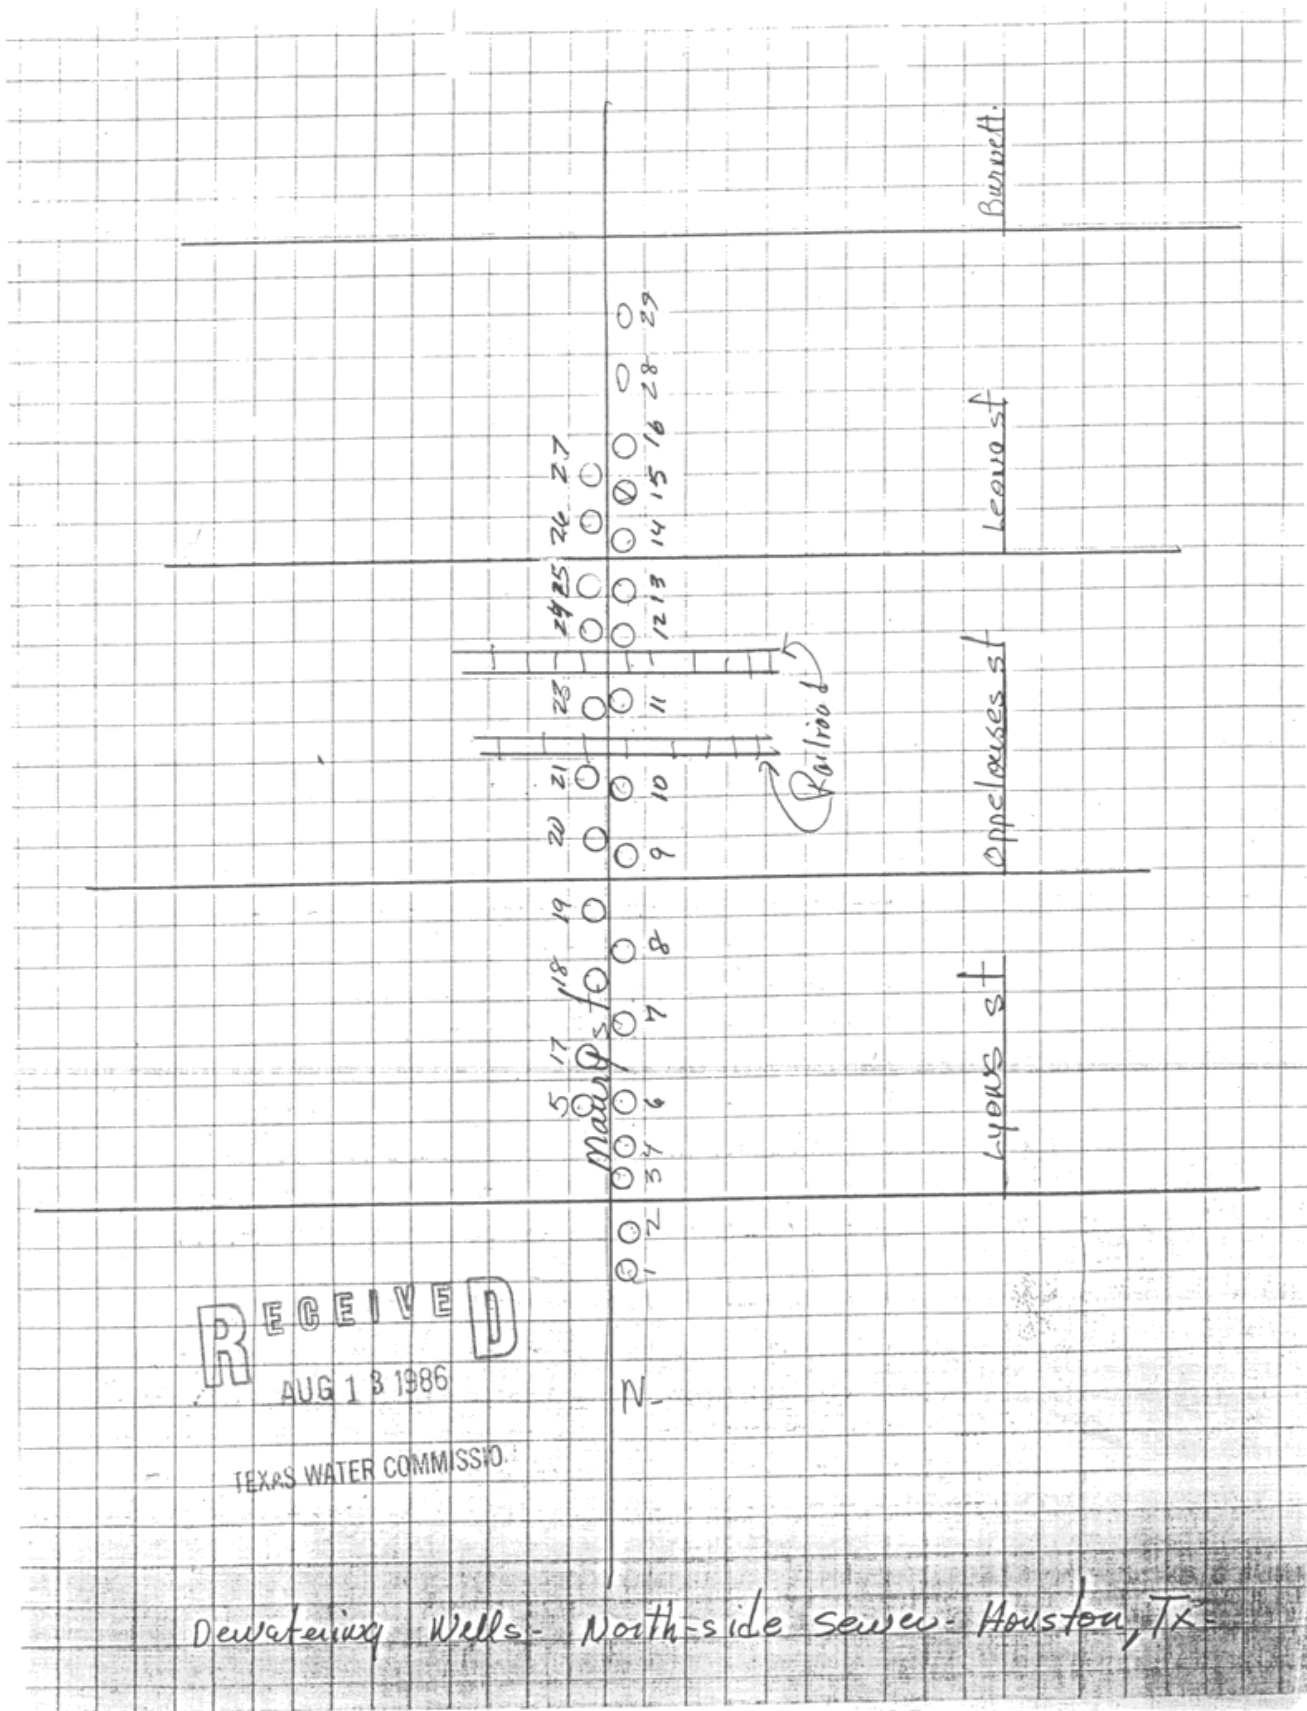 Burnett.
29
28
Leona st
16
27
15
26
14
25
13
24
12
Oppelouses st
Railroad
23
11
21
10
20
9
19
8
18
Maury st
7
17
Lyons st
5
6
4
3
2
1
RECEIVED
AUG 13 1986
TEXAS WATER COMMISSIO
N
Dewatering Wells- North-side sewer- Houston, Tx-